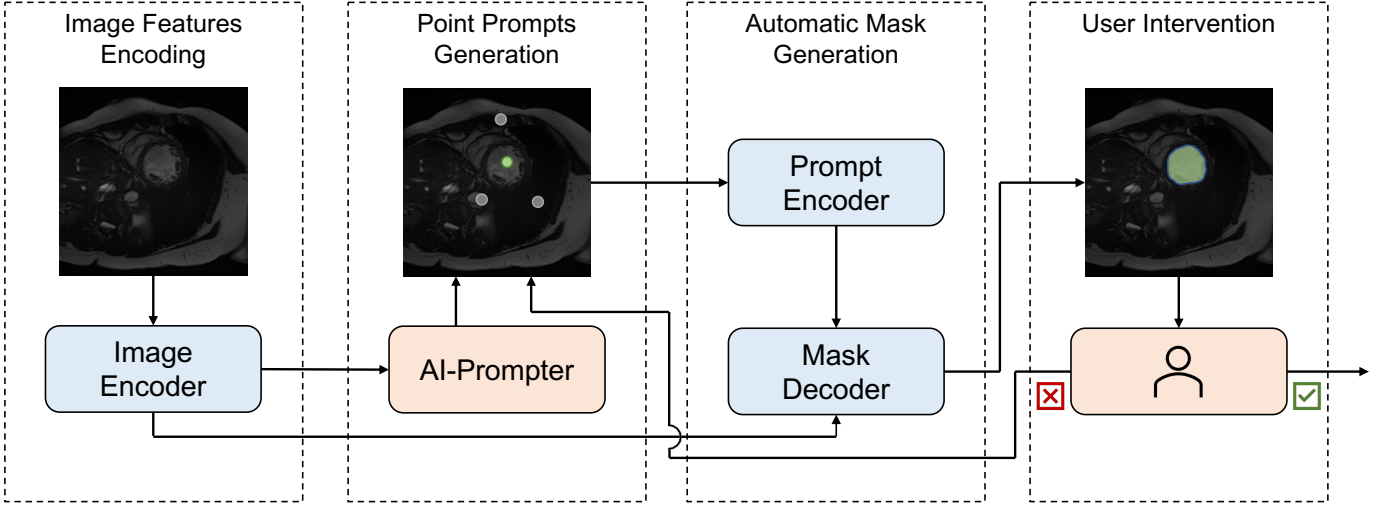 Image Features
Encoding
Point Prompts
Generation
Automatic Mask
Generation
User Intervention
Prompt
Encoder
Image
Encoder
AI-Prompter
Mask
Decoder